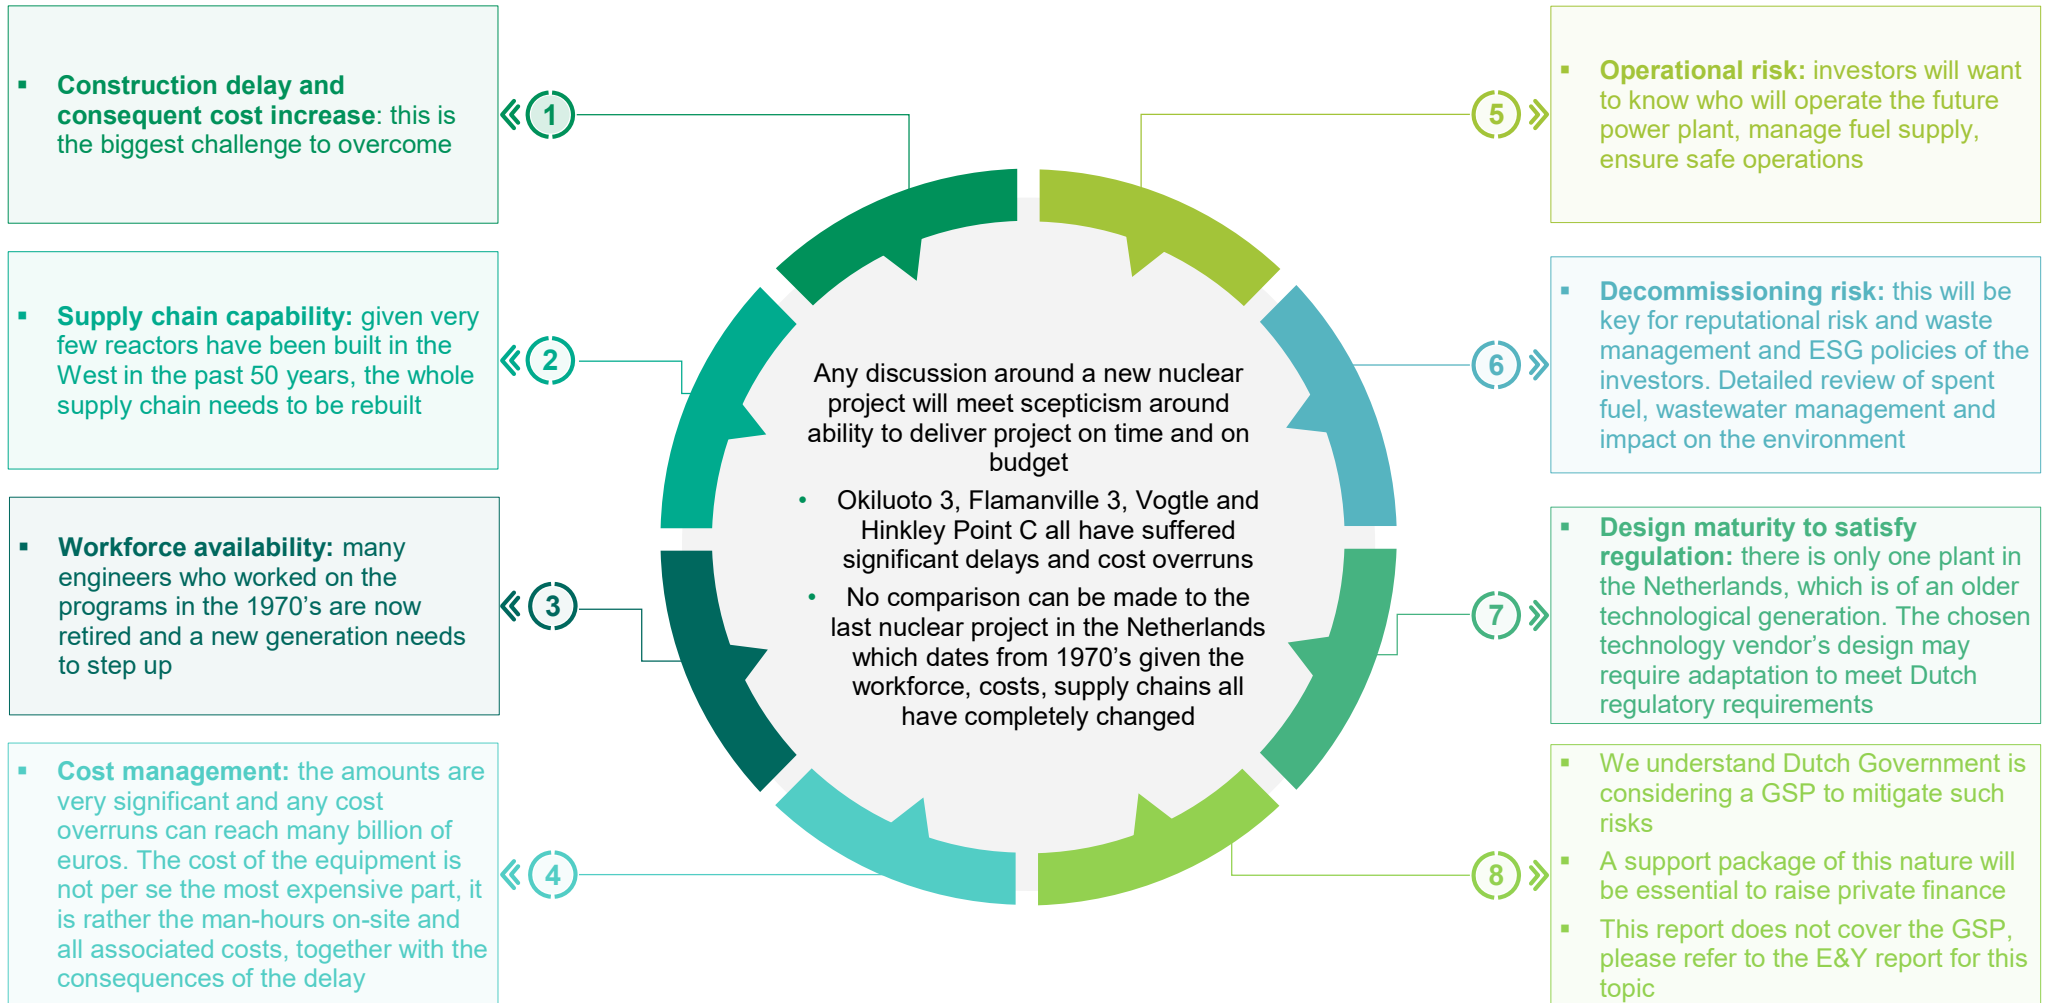 ▪ Construction delay and
consequent cost increase: this is
the biggest challenge to overcome
1
▪ Supply chain capability: given very
few reactors have been built in the
West in the past 50 years, the whole
supply chain needs to be rebuilt
2
▪ Workforce availability: many
engineers who worked on the
programs in the 1970’s are now
retired and a new generation needs
to step up
3
▪ Cost management: the amounts are
very significant and any cost
overruns can reach many billion of
euros. The cost of the equipment is
not per se the most expensive part, it
is rather the man-hours on-site and
all associated costs, together with the
consequences of the delay
4
Any discussion around a new nuclear
project will meet scepticism around
ability to deliver project on time and on
budget
• Okiluoto 3, Flamanville 3, Vogtle and
Hinkley Point C all have suffered
significant delays and cost overruns
• No comparison can be made to the
last nuclear project in the Netherlands
which dates from 1970’s given the
workforce, costs, supply chains all
have completely changed
5
▪ Operational risk: investors will want
to know who will operate the future
power plant, manage fuel supply,
ensure safe operations
6
▪ Decommissioning risk: this will be
key for reputational risk and waste
management and ESG policies of the
investors. Detailed review of spent
fuel, wastewater management and
impact on the environment
7
▪ Design maturity to satisfy
regulation: there is only one plant in
the Netherlands, which is of an older
technological generation. The chosen
technology vendor’s design may
require adaptation to meet Dutch
regulatory requirements
8
▪ We understand Dutch Government is
considering a GSP to mitigate such
risks
▪ A support package of this nature will
be essential to raise private finance
▪ This report does not cover the GSP,
please refer to the E&Y report for this
topic